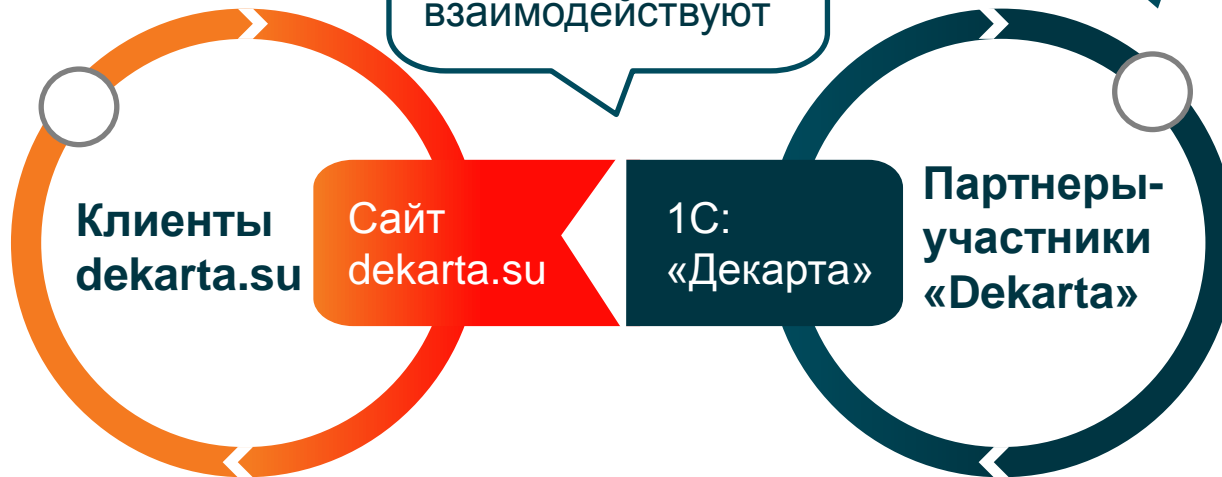 взаимодействуют
Клиенты
dekarta.su
Сайт
dekarta.su
1С:
«Декарта»
Партнеры-
участники
«Dekarta»